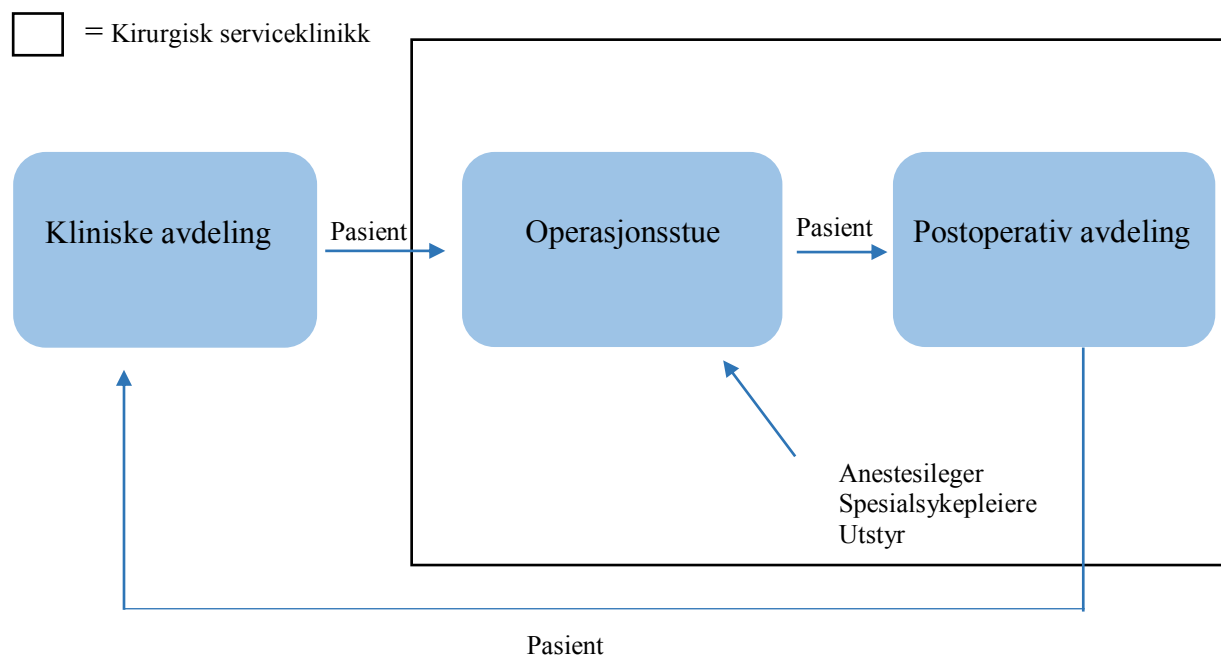 = Kirurgisk serviceklinikk
Kliniske avdeling
Pasient
Operasjonsstue
Pasient
Postoperativ avdeling
Anestesileger
Spesialsykepleiere
Utstyr
Pasient